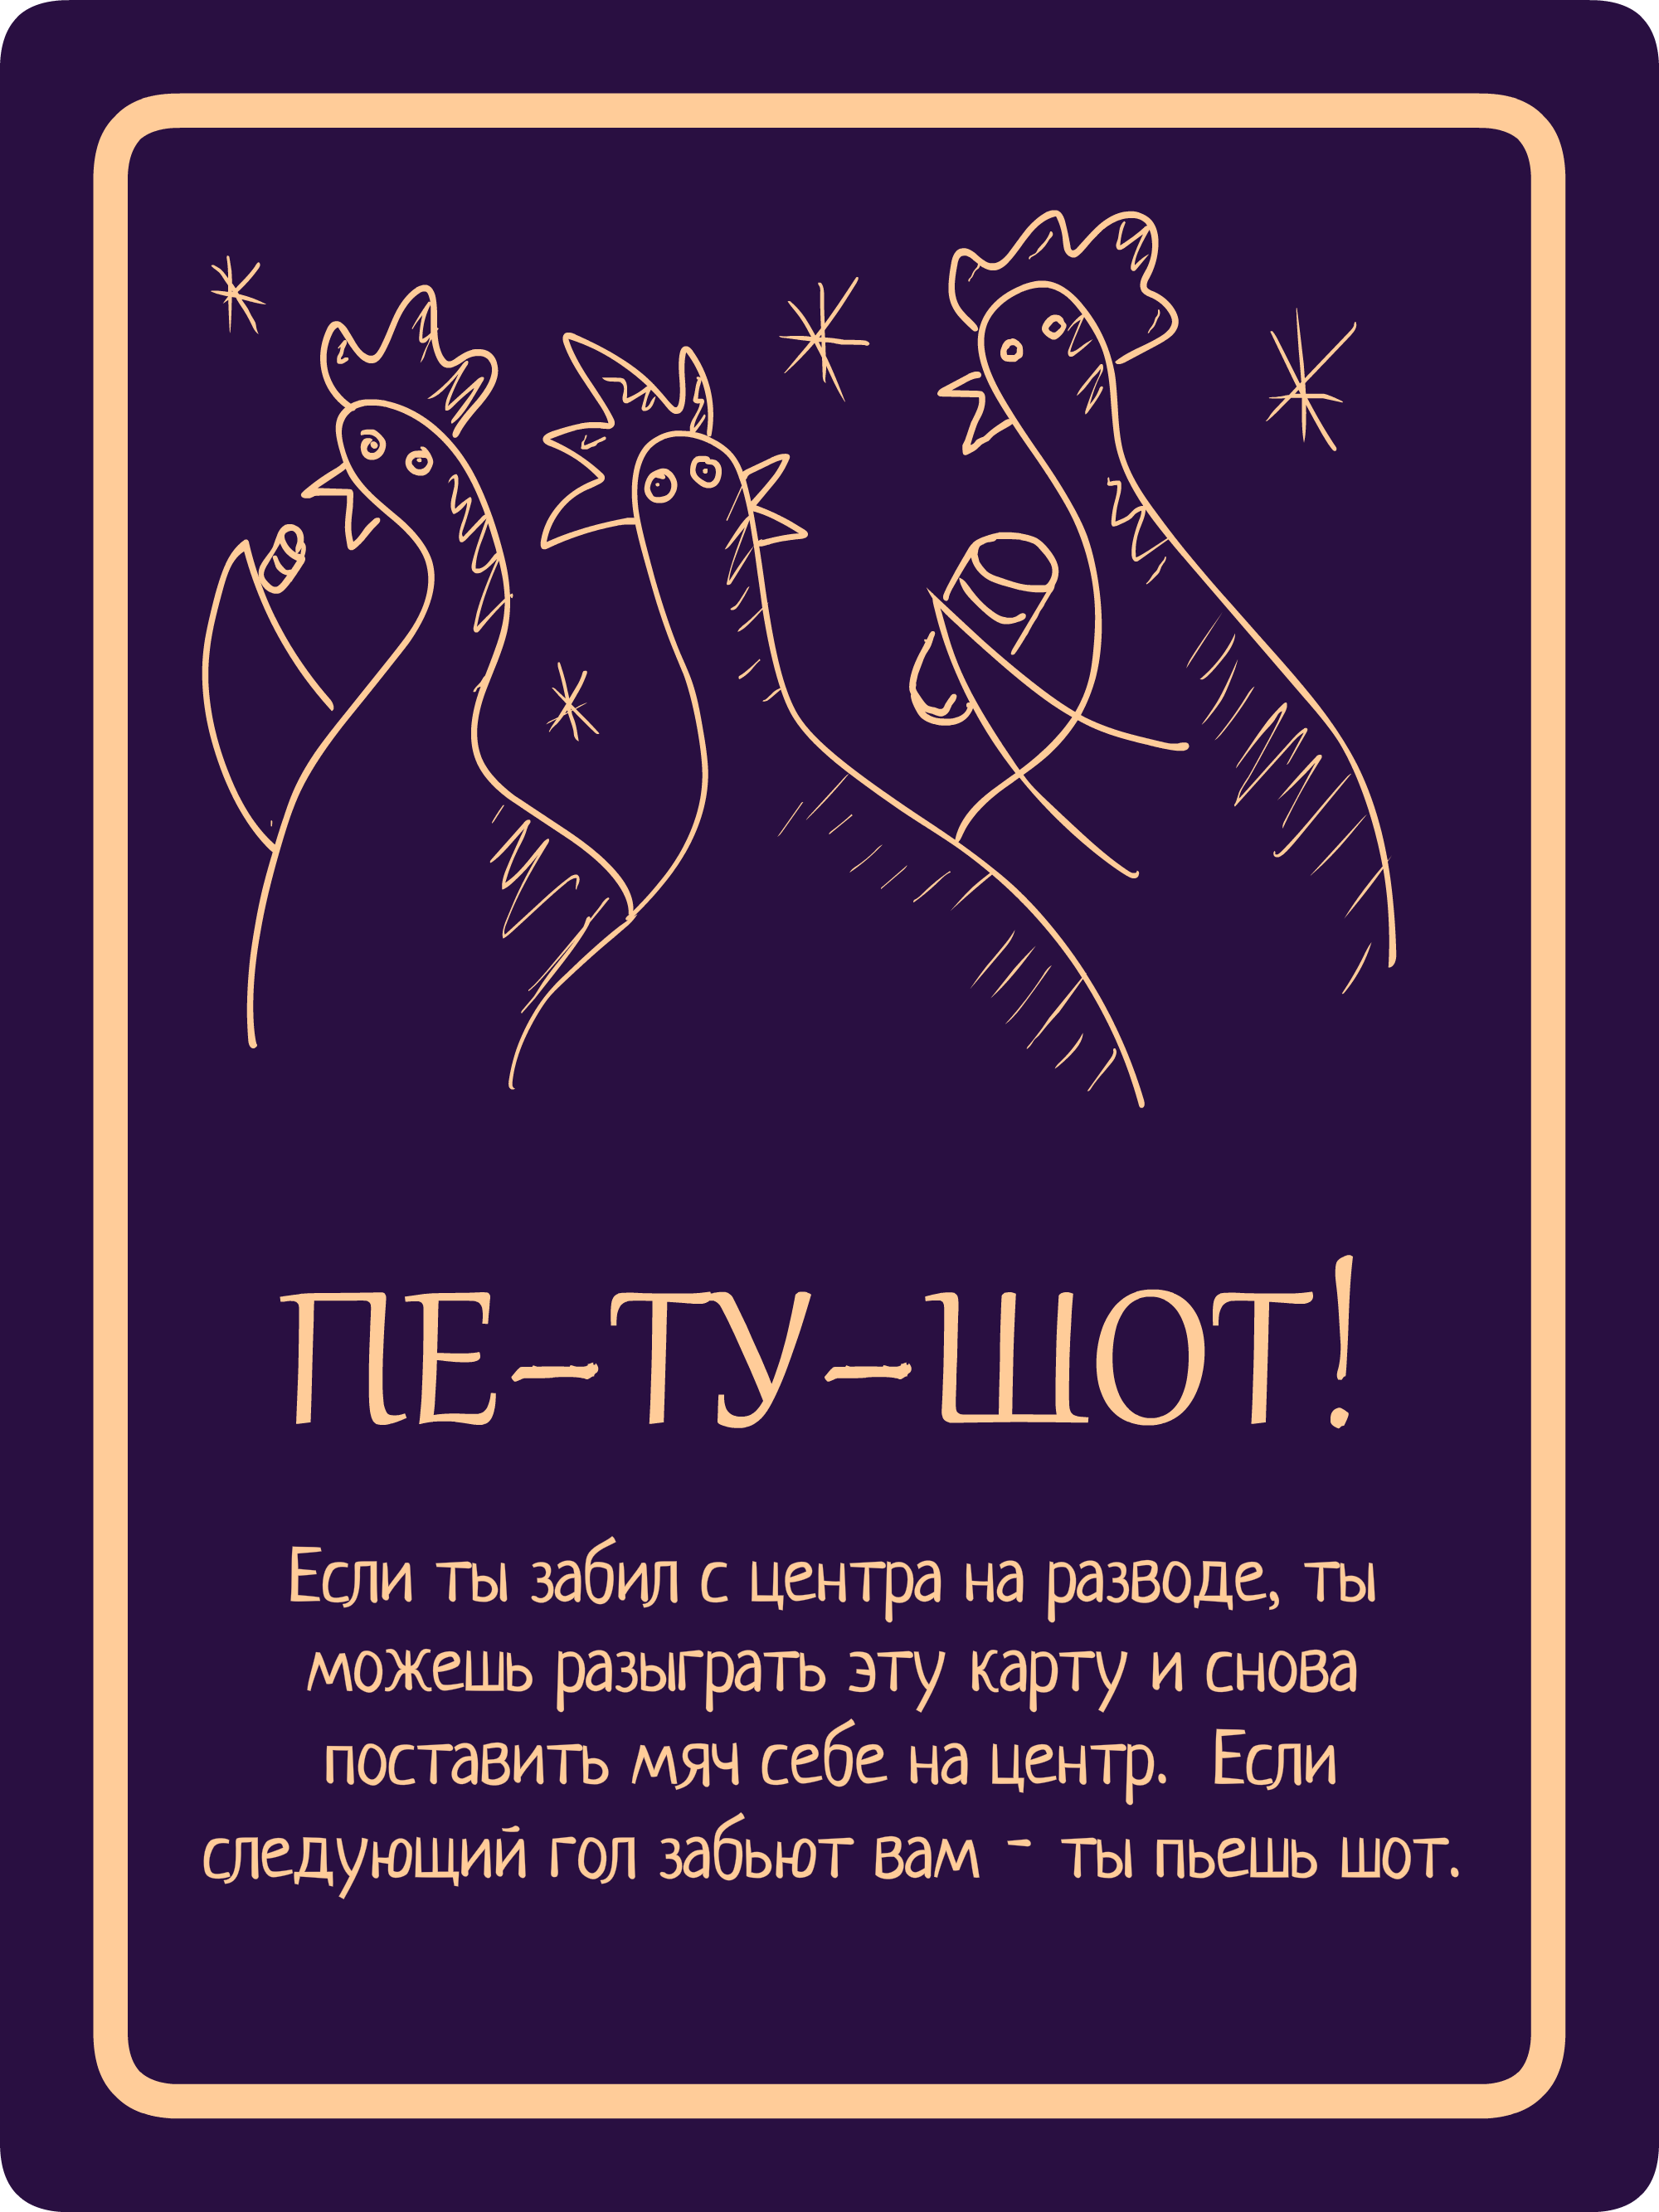 ПЕ-ТУ-ШОТ!
Если ты забил с центра на разводе, ты
можешь разыграть эту карту и снова
поставить мяч себе на центр. Если
следующий гол забьют вам - ты пьешь шот.